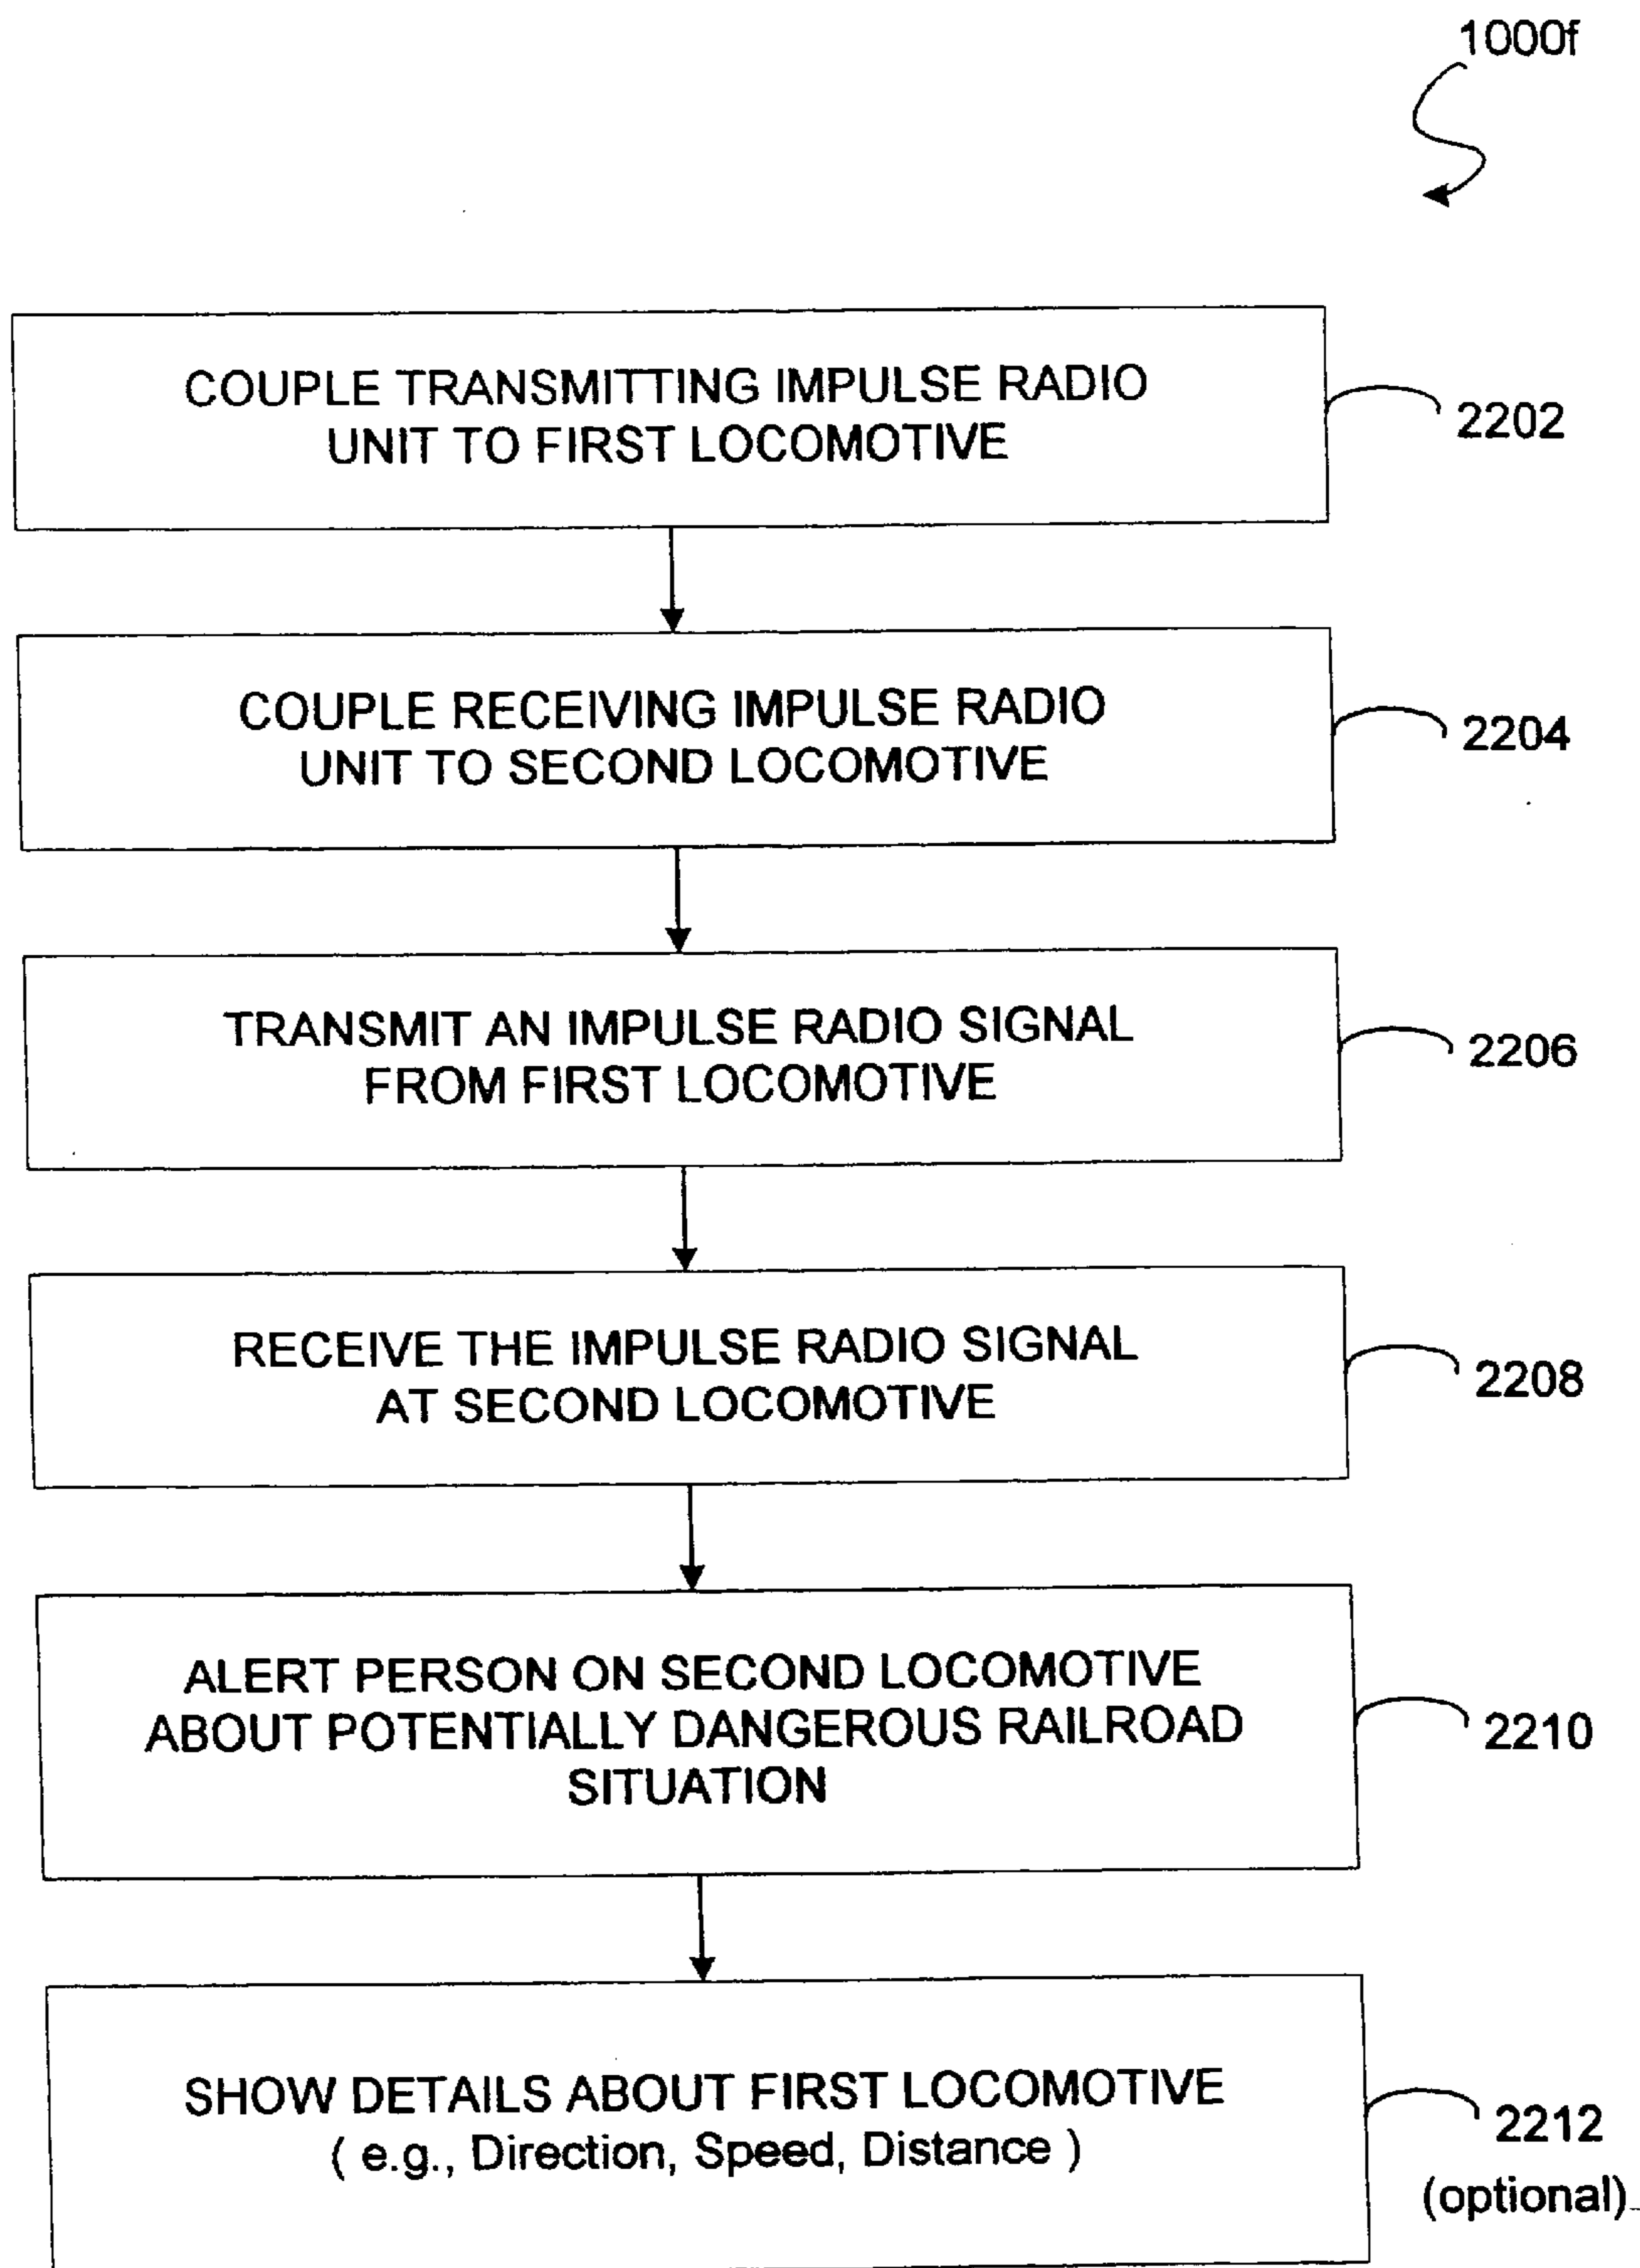 1000f
COUPLE TRANSMITTING IMPULSE RADIO
UNIT TO FIRST LOCOMOTIVE
2202
COUPLE RECEIVING IMPULSE RADIO
UNIT TO SECOND LOCOMOTIVE
2204
TRANSMIT AN IMPULSE RADIO SIGNAL
FROM FIRST LOCOMOTIVE
2206
RECEIVE THE IMPULSE RADIO SIGNAL
AT SECOND LOCOMOTIVE
2208
ALERT PERSON ON SECOND LOCOMOTIVE
ABOUT POTENTIALLY DANGEROUS RAILROAD
SITUATION
2210
SHOW DETAILS ABOUT FIRST LOCOMOTIVE
( e.g., Direction, Speed, Distance )
2212
(optional)